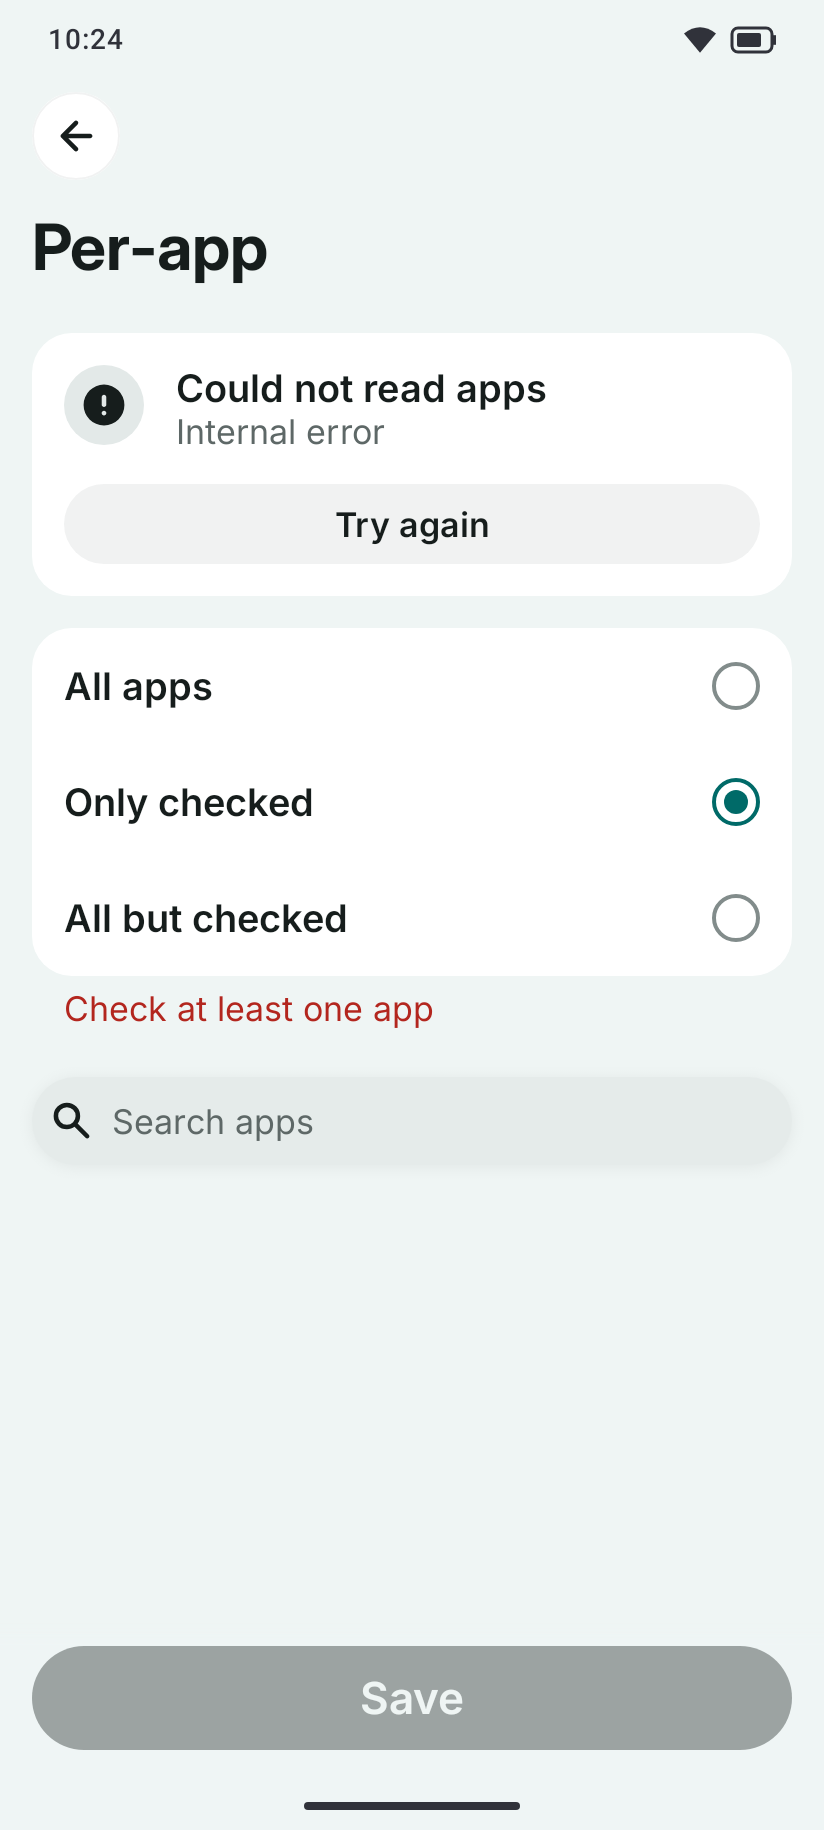 10:24
Per-app
Could not read apps
Internal error
Try again
All apps
Only checked
All but checked
Check at least one app
Search apps
Save